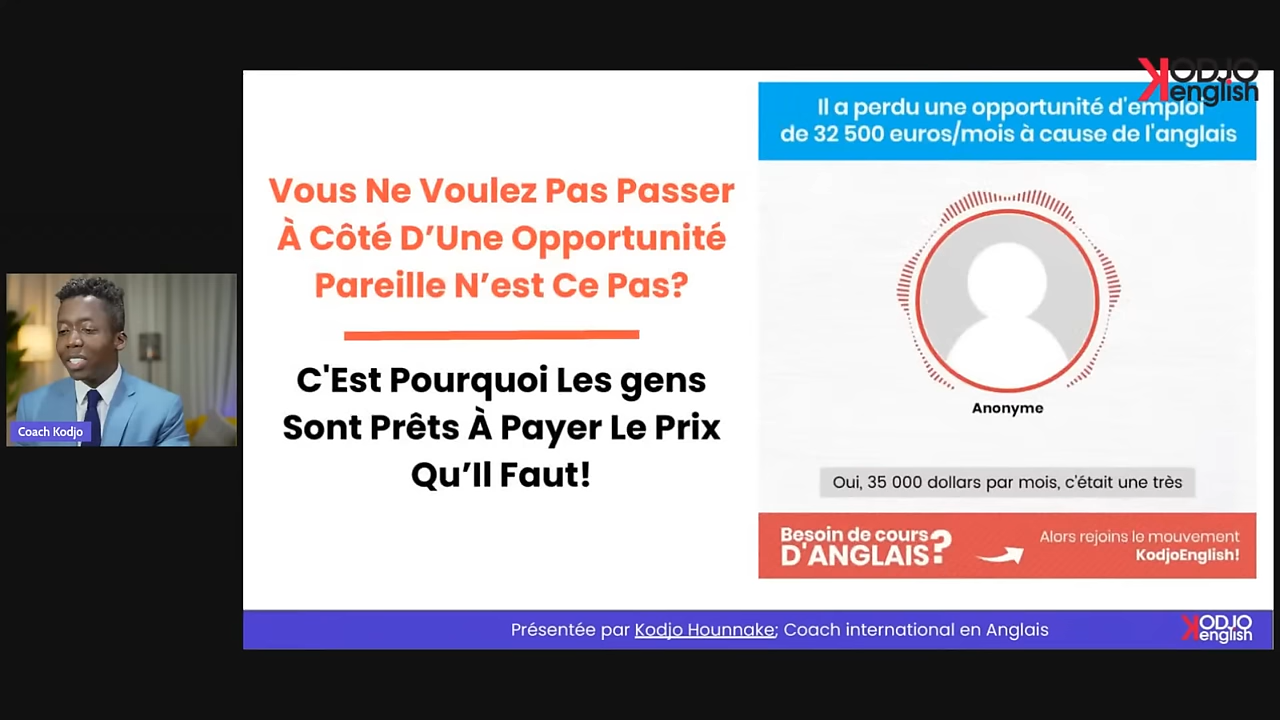 KODJO
english
Il a perdu une opportunité d'emploi
de 32 500 euros/mois à cause de l'anglais
Vous Ne Voulez Pas Passer
À Côté D’Une Opportunité
Pareille N’est Ce Pas?
C'Est Pourquoi Les gens
Sont Prêts À Payer Le Prix
Qu’Il Faut!
Coach Kodjo
Anonyme
Oui, 35 000 dollars par mois, c'était une très
Besoin de cours
D'ANGLAIS?
Alors rejoins le mouvement
KodjoEnglish!
Présentée par Kodjo Hounnake; Coach international en Anglais
KODJO
english